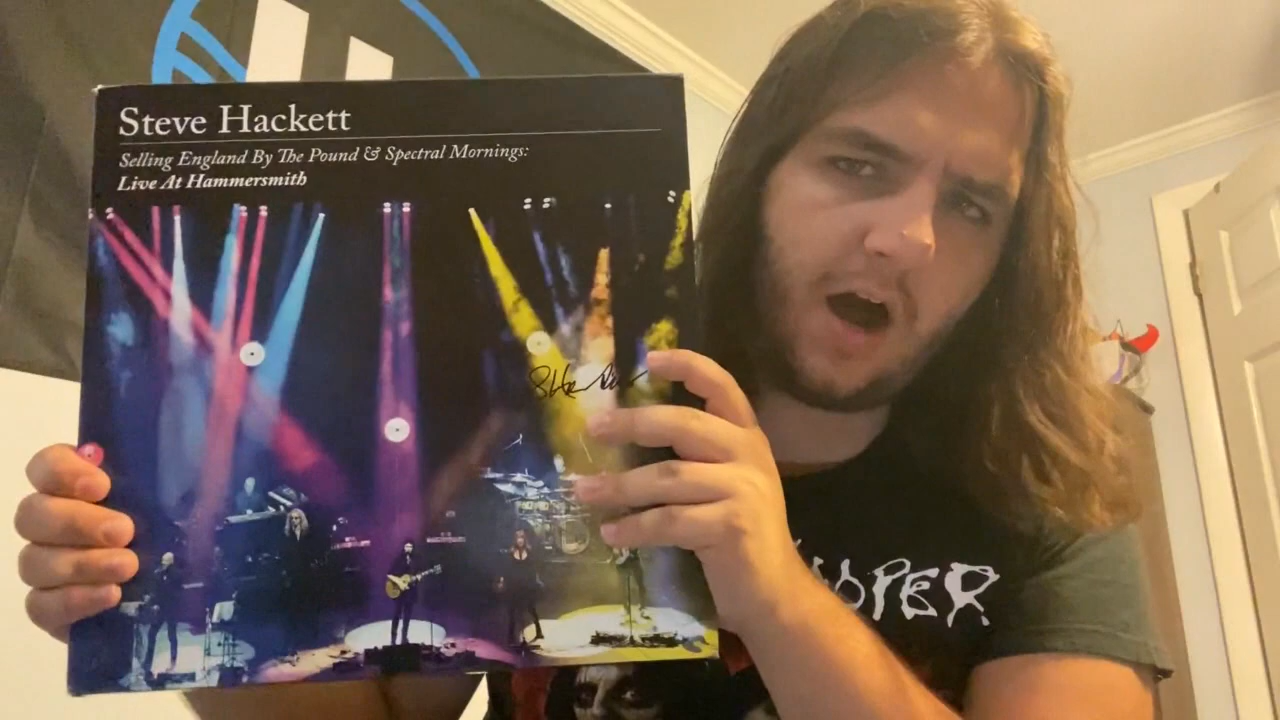 Steve Hackett
Selling England By The Pound & Spectral Mornings:
Live At Hammersmith
OPER